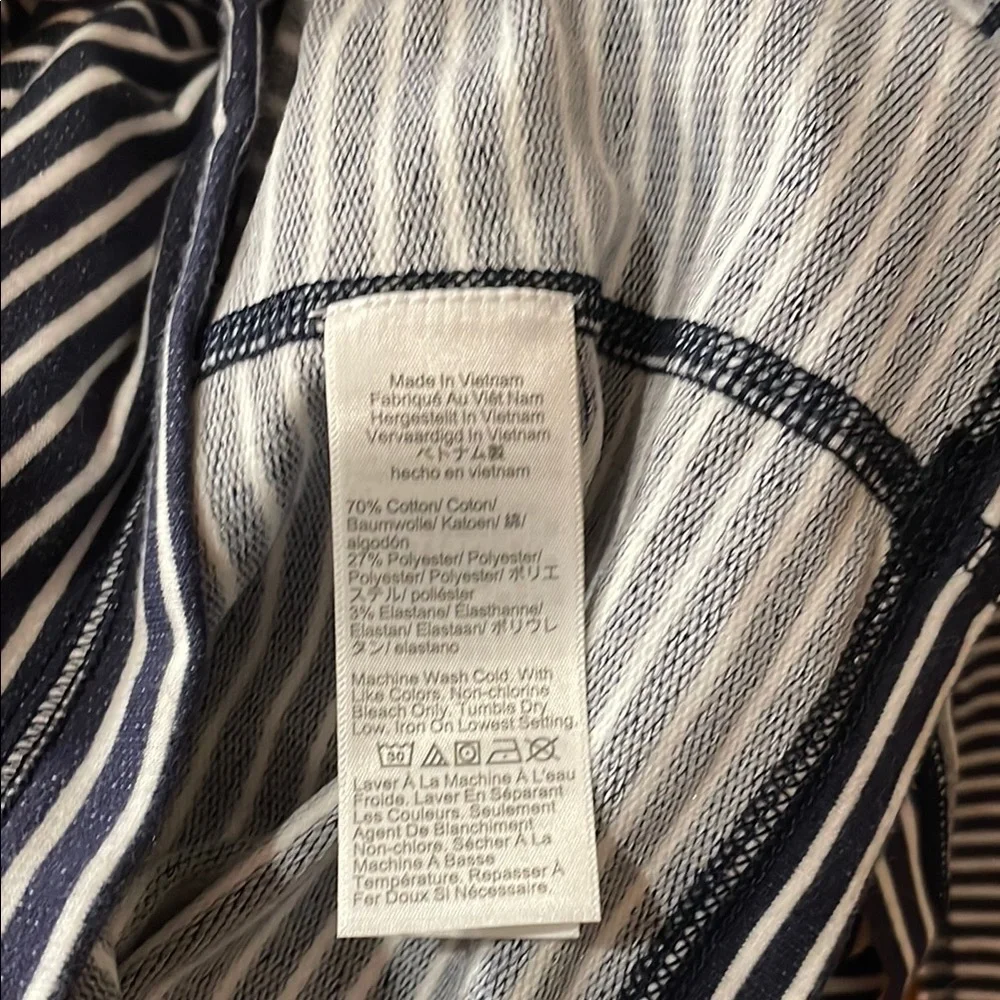 Made In Vietnam
Fabriqué Au Viêt Nam
Hergestellt In Vietnam
Vervaardigd In Vietnam
ベトナム製
hecho en vietnam
70% Cotton/ Coton/
Baumwolle/ Katoen/ 綿/
algodón
27% Polyester/ Polyester/
Polyester/ Polyester/ ポリエ
ステル/ poliéster
3% Elastane/ Élasthanne/
Elastan/ Elastaan/ ポリウレ
タン/ elastano
Machine Wash Cold, With
Like Colors, Non-chlorine
Bleach Only, Tumble Dry
Low, Iron On Lowest Setting.
30
Laver À La Machine À L'eau
Froide, Laver En Séparant
Les Couleurs, Seulement
Agent De Blanchiment
Non-chlore, Sécher À La
Machine À Basse
Température, Repasser À
Fer Doux Si Nécessaire.